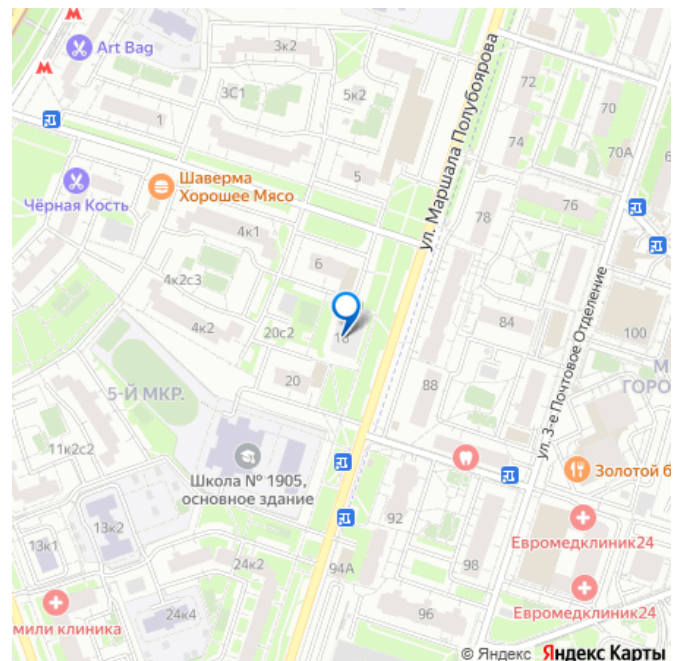 Art Bag
3к2
3С1
5к2
72
70
1
74
70А
5
Шаверма
Хорошее Мясо
Чёрная Кость
ул. Маршала Полубоярова
76
78
4к1
6
4к2с3
84
100
4к2
20с2
18
ул. 3-е Почтовое Отделение
20
88
5-Й МКР.
ГОРО
11к2с2
Школа № 1905,
основное здание
Золотой б
92
13к2
13к1
Евромедклиник24
24к2
94А
98
мили клиника
24к4
96
Евромедклиник24
© Яндекс Яндекс Карты